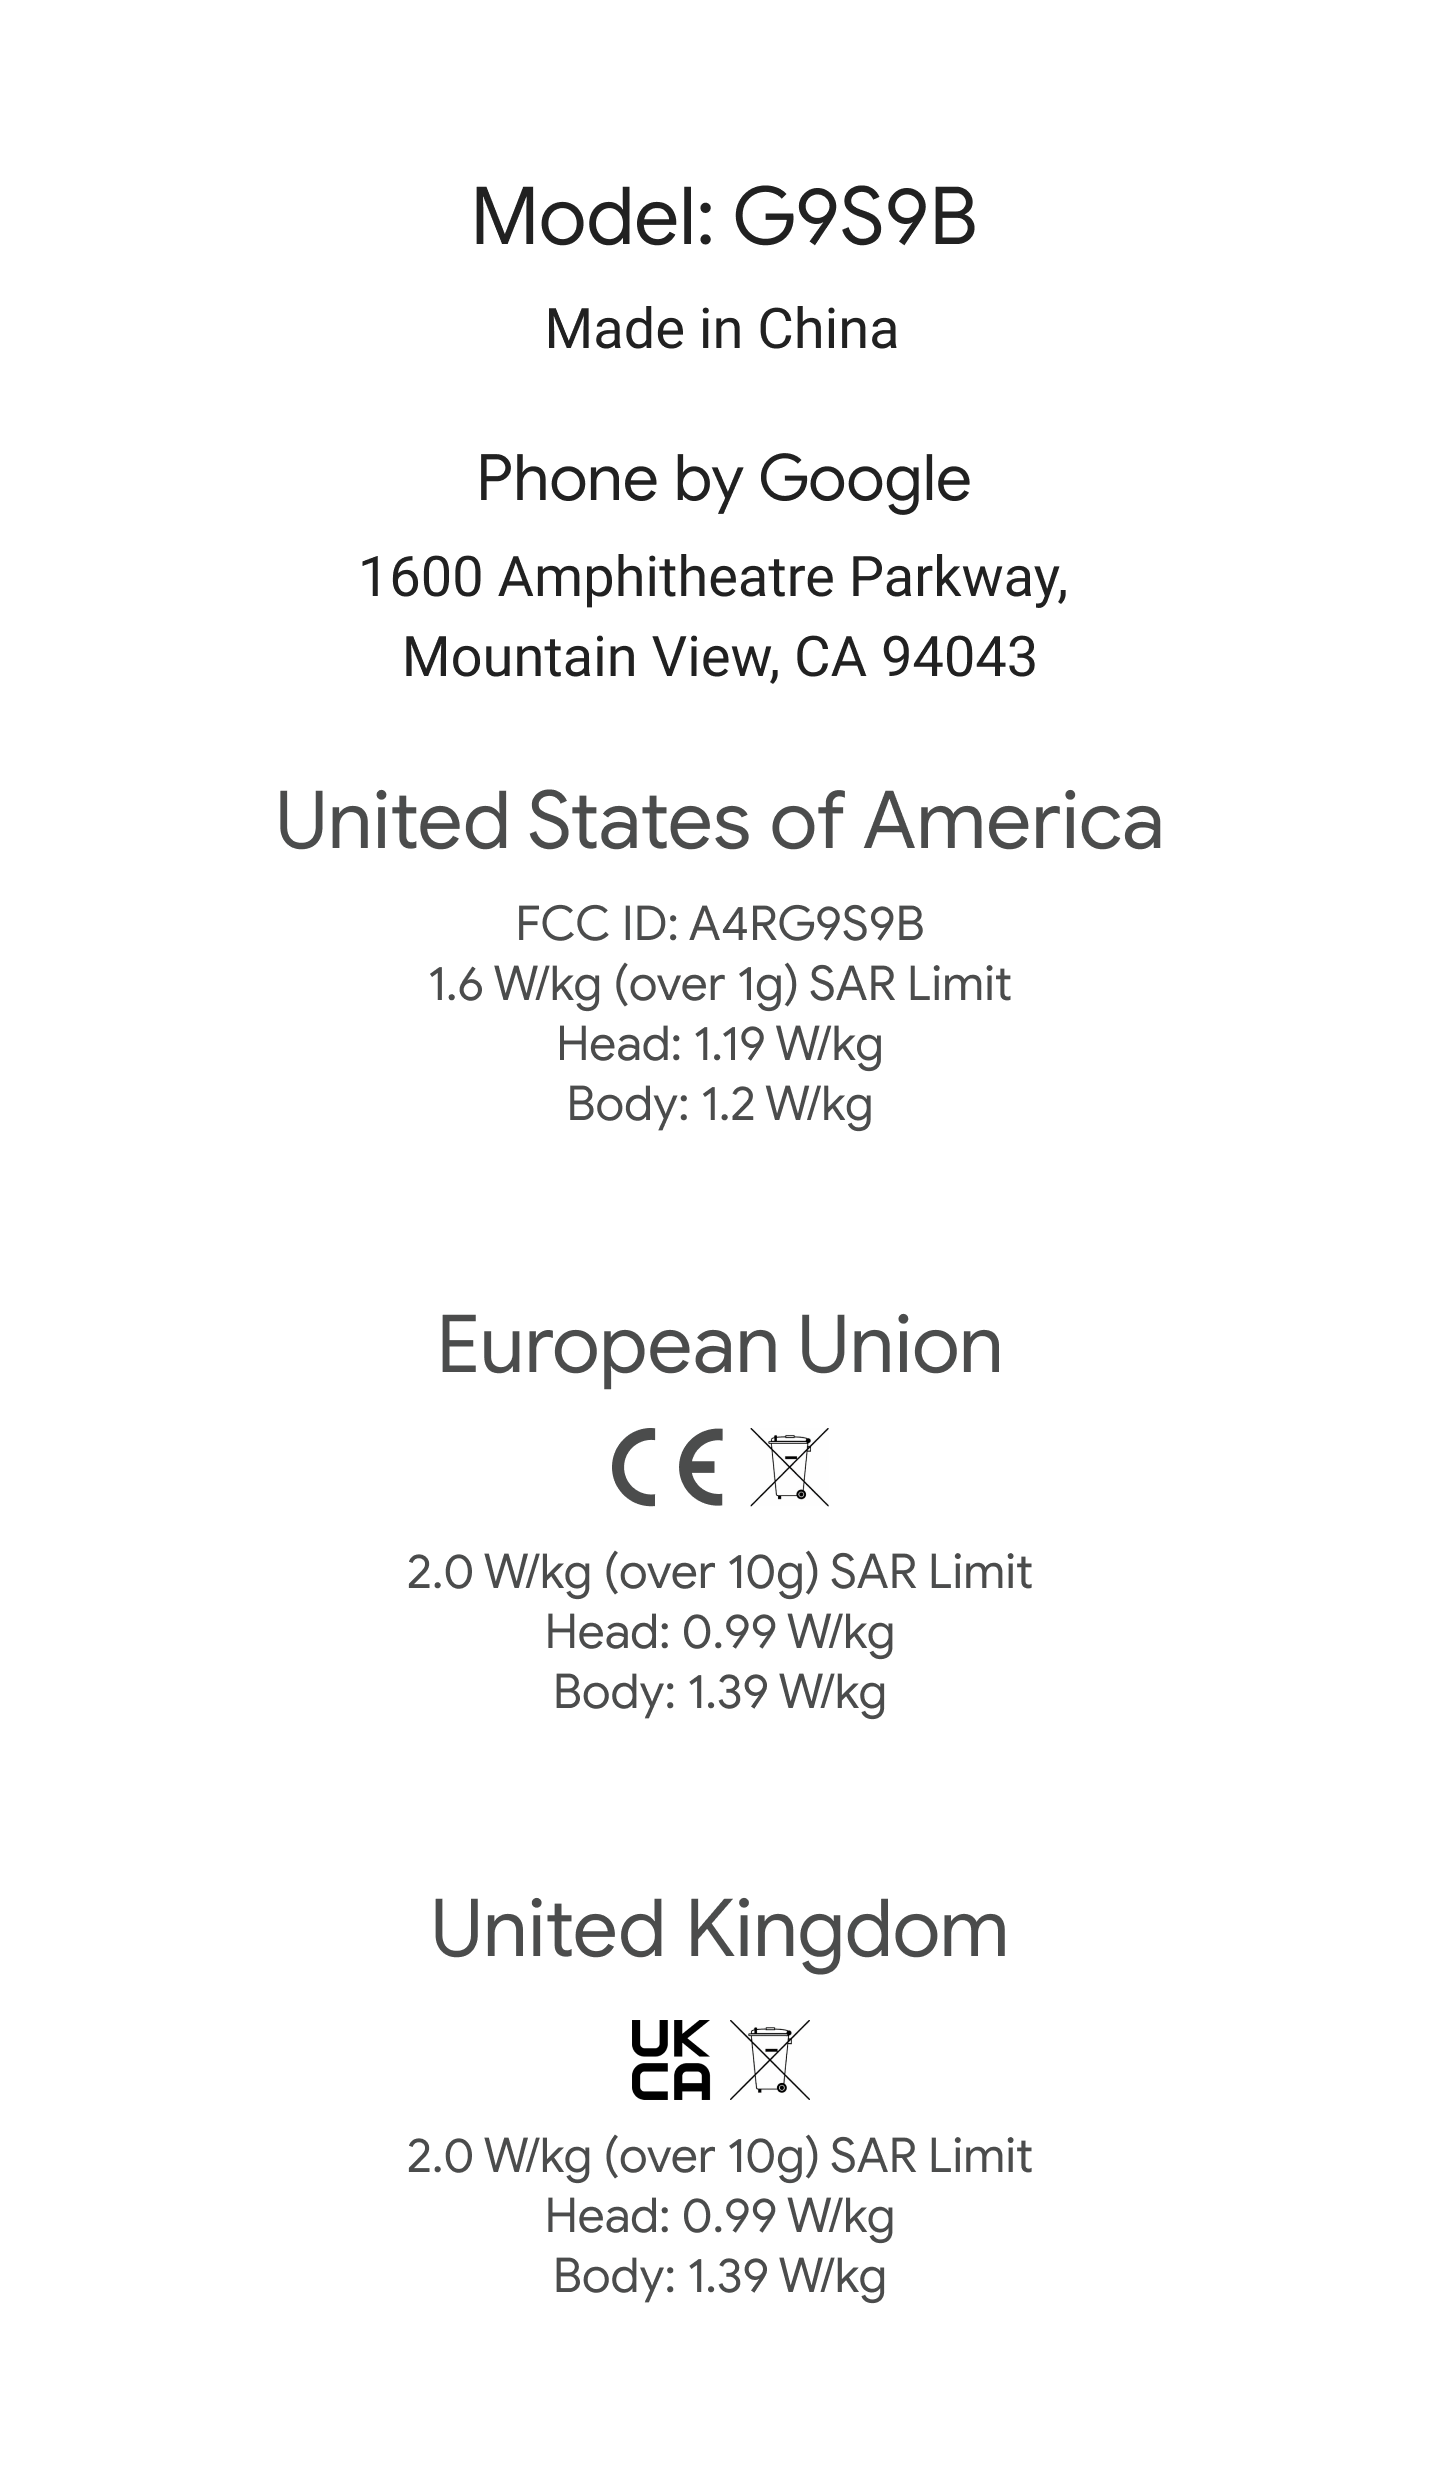 Model: G9S9B
Made in China
Phone by Google
1600 Amphitheatre Parkway,
Mountain View, CA 94043
United States of America
FCC ID: A4RG9S9B
1.6 W/kg (over 1g) SAR Limit
Head: 1.19 W/kg
Body: 1.2 W/kg
European Union
CE
2.0 W/kg (over 10g) SAR Limit
Head: 0.99 W/kg
Body: 1.39 W/kg
United Kingdom
UK
CA
2.0 W/kg (over 10g) SAR Limit
Head: 0.99 W/kg
Body: 1.39 W/kg